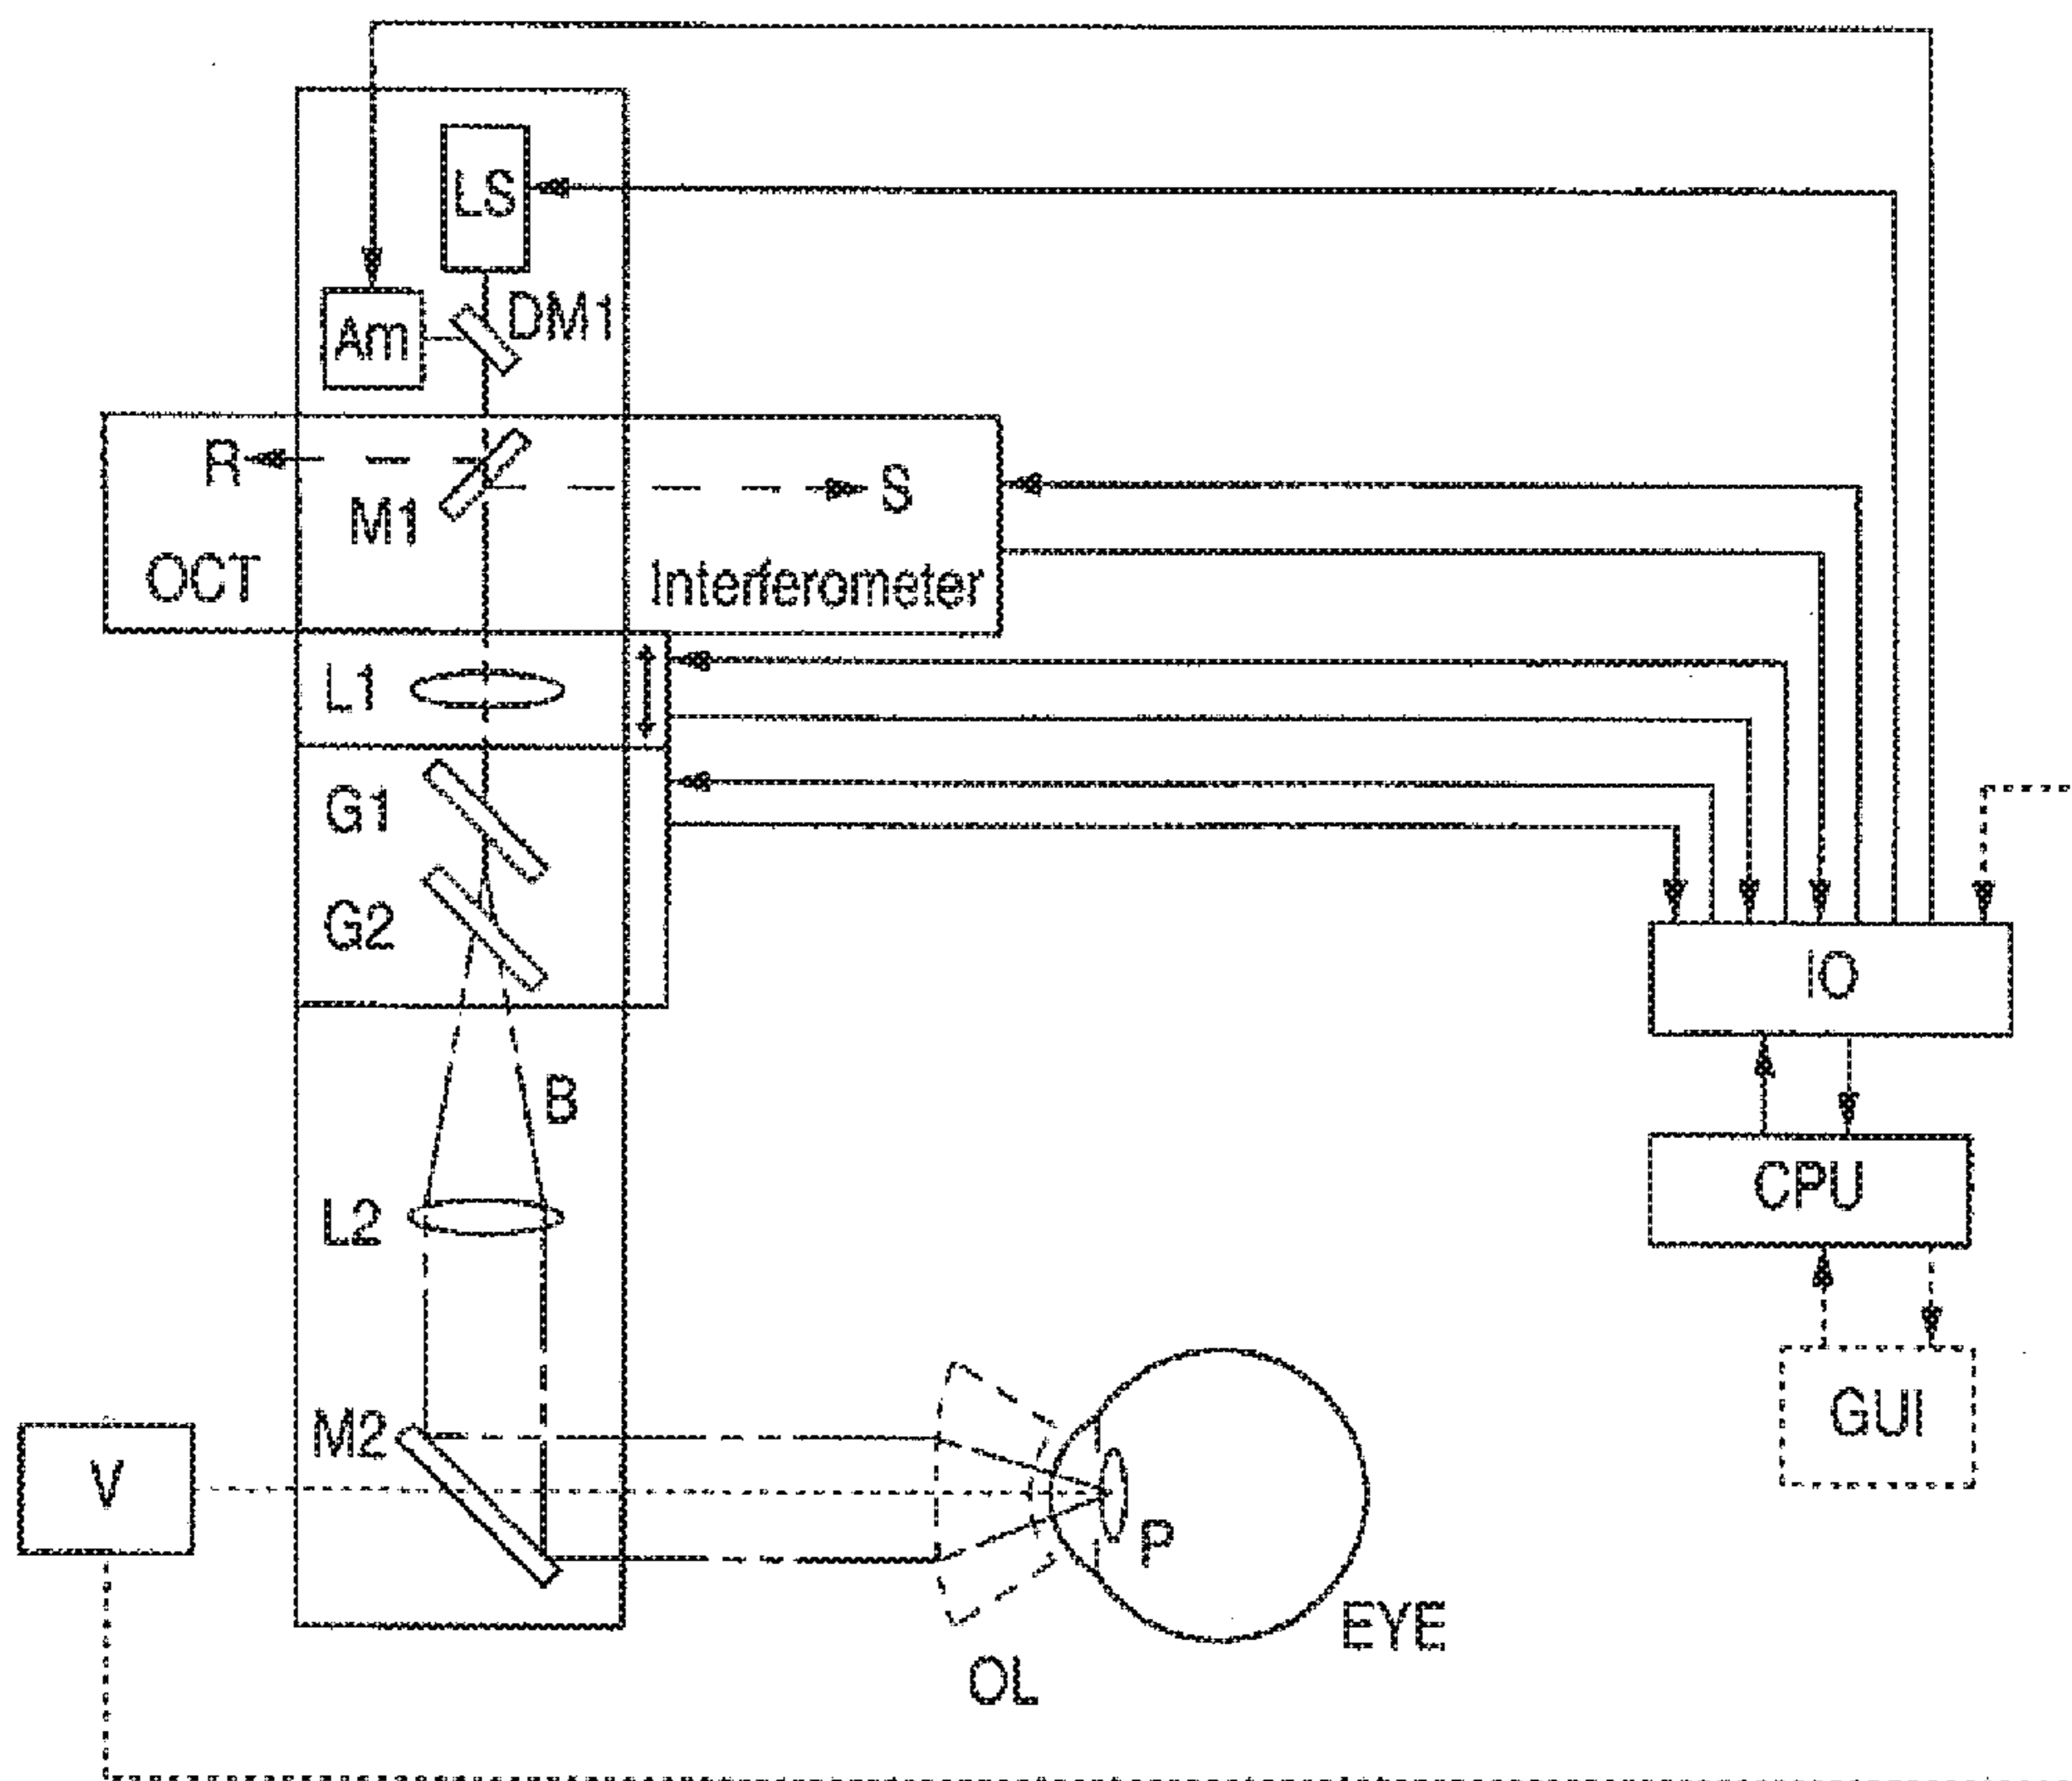 LS
DM1
Am
R
S
M1
OCT
Interferometer
L1
G1
G2
IO
B
CPU
L2
GUI
M2
V
P
EYE
OL